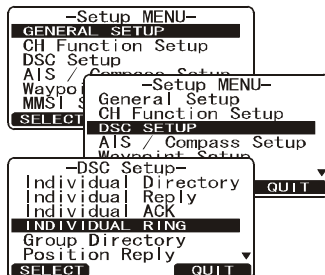 –Setup MENU–
GENERAL SETUP
CH Function Setup
DSC Setup
AIS / Compass Setup
MMSI
SELECT
–Setup MENU–
General Setup
CH Function Setup
DSC SETUP
AIS / Compass Setup
Waypoint Setup
QUIT
–DSC Setup–
Individual Directory
Individual Reply
Individual ACK
INDIVIDUAL RING
Group Directory
Position Reply
SELECT
QUIT